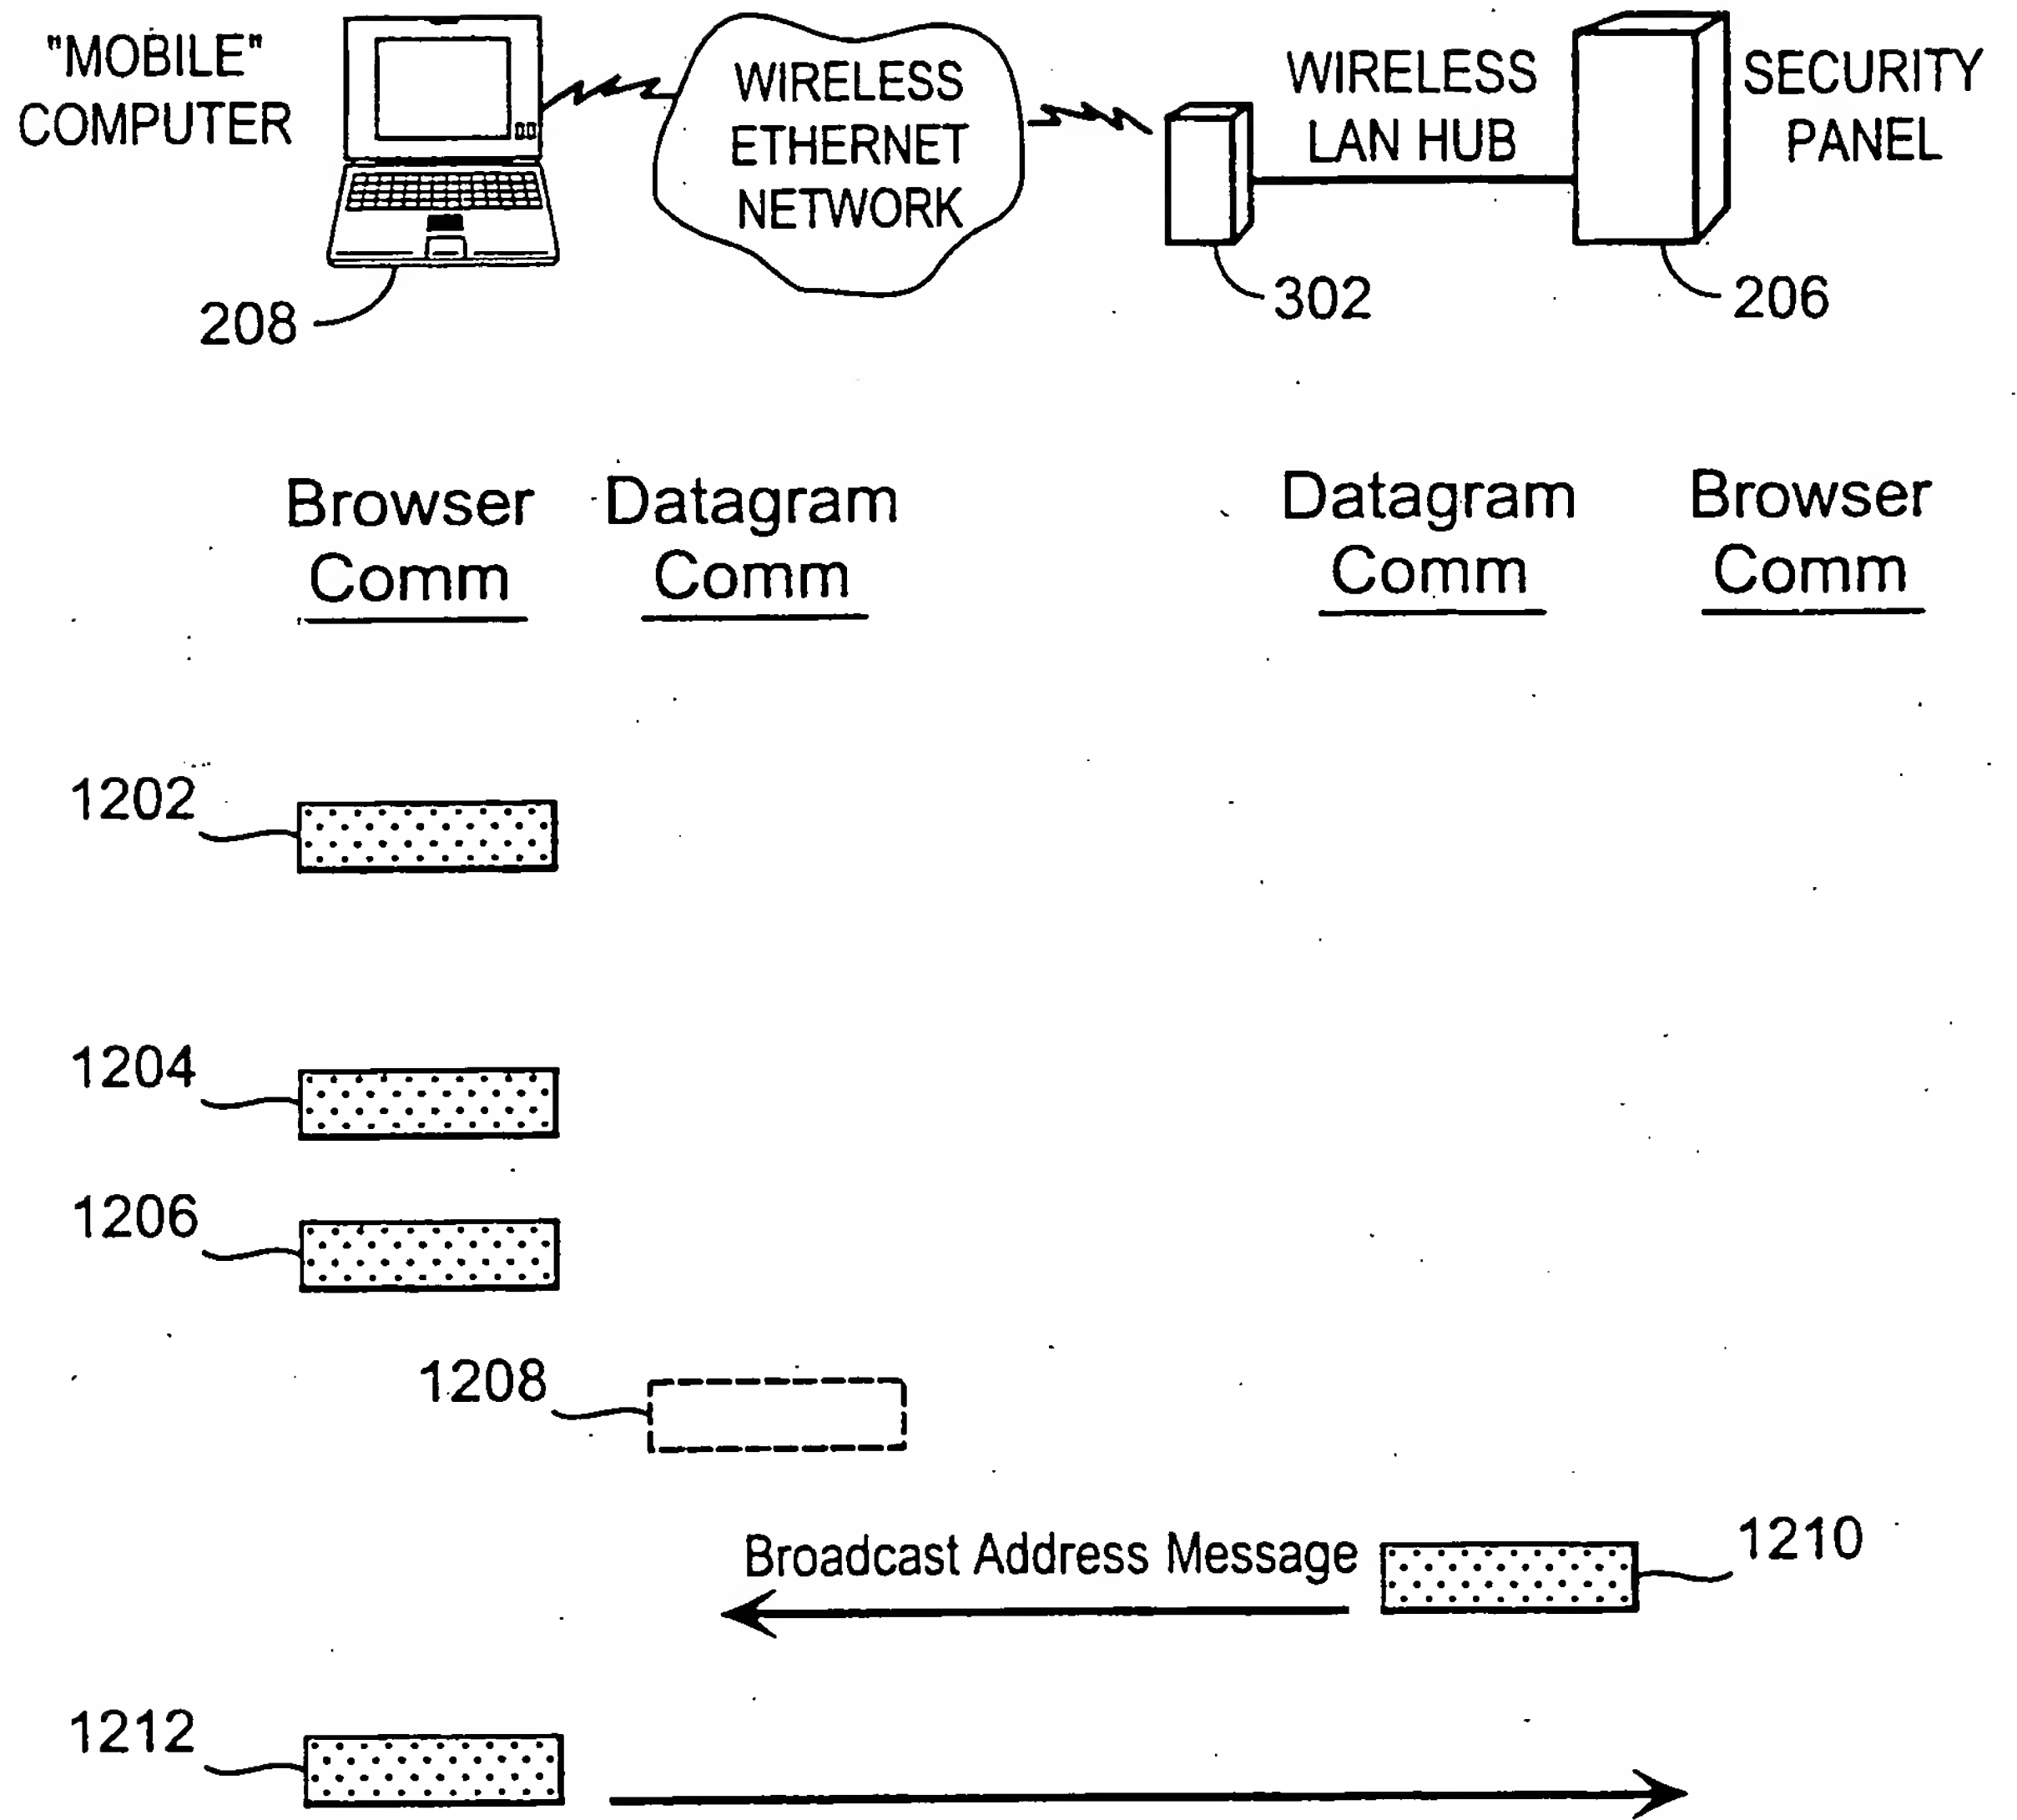 "MOBILE"
COMPUTER
WIRELESS
ETHERNET
NETWORK
WIRELESS
LAN HUB
SECURITY
PANEL
208
302
206
Browser
Comm
Datagram
Comm
Datagram
Comm
Browser
Comm
1202
1204
1206
1208
Broadcast Address Message
1210
1212